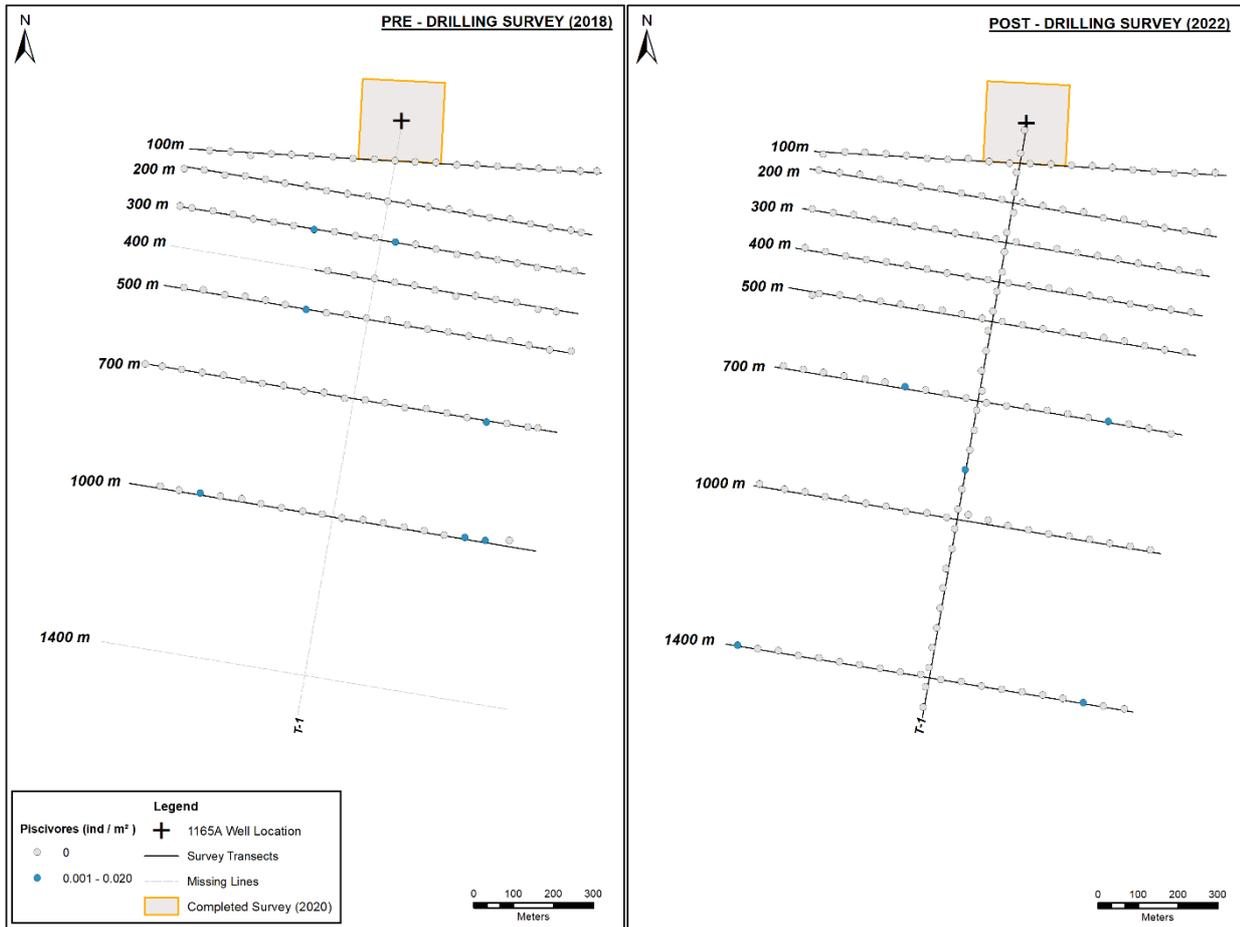 PRE - DRILLING SURVEY (2018)
N
100m
200 m
300 m
400 m
500 m
700 m
1000 m
1400 m
T-1
Legend
Piscivores (ind / m² )
0
0.001 - 0.020
1165A Well Location
Survey Transects
Missing Lines
Completed Survey (2020)
0 100 200 300
Meters
POST - DRILLING SURVEY (2022)
N
100m
200 m
300 m
400 m
500 m
700 m
1000 m
1400 m
T-1
0 100 200 300
Meters